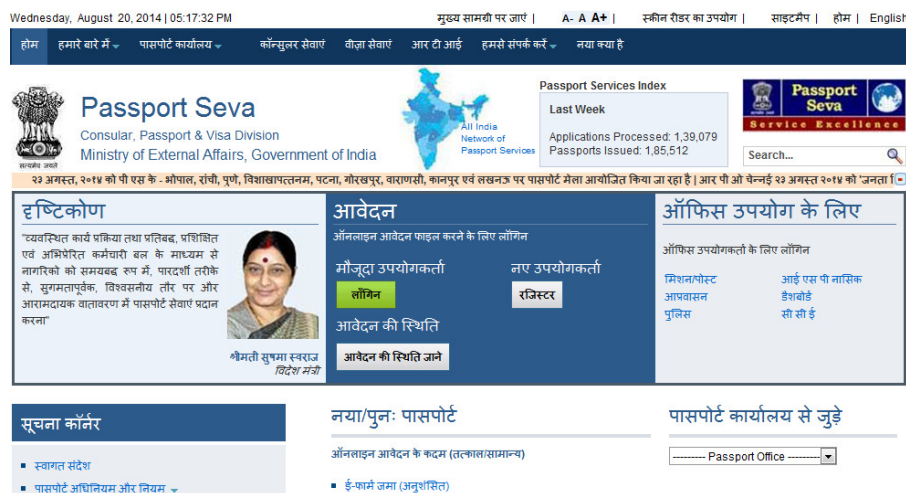 Wednesday, August 20, 2014 | 05:17:32 PM
मुख्य सामग्री पर जाएं | A- A A+ | स्कीन रीडर का उपयोग | साइटमैप | होम | English
होम हमारे बारे में पासपोर्ट कार्यालय कॉन्सुलर सेवाएं वीज़ा सेवाएं आर टी आई हमसे संपर्क करें नया क्या है
सत्यमेव जयते
Passport Seva
Consular, Passport & Visa Division
Ministry of External Affairs, Government of India
All India
Network of
Passport Services
Passport Services Index
Last Week
Applications Processed: 1,39,079
Passports Issued: 1,85,512
Passport
Seva
Service Excellence
Search...
२३ अगस्त, २०१४ को पी एस के - भोपाल, रांची, पुणे, विशाखापत्तनम, पटना, गोरखपुर, वाराणसी, कानपुर एवं लखनऊ पर पासपोर्ट मेला आयोजित किया जा रहा है | आर पी ओ चेन्नई २३ अगस्त २०१४ को 'जनता
दृष्टिकोण
"व्यवस्थित कार्य प्रकिया तथा प्रतिबद्ध, प्रशिक्षित
एवं अभिप्रेरित कर्मचारी बल के माध्यम से
नागरिको को समयबद्ध रूप में, पारदर्शी तरीके
से, सुगमतापूर्वक, विश्वसनीय तौर पर और
आरामदायक वातावरण में पासपोर्ट सेवाएं प्रदान
करना"
श्रीमती सुषमा स्वराज
विदेश मंत्री
आवेदन
ऑनलाइन आवेदन फाइल करने के लिए लॉगिन
मौजूदा उपयोगकर्ता नए उपयोगकर्ता
लॉगिन रजिस्टर
आवेदन की स्थिति
आवेदन की स्थिति जाने
ऑफिस उपयोग के लिए
ऑफिस उपयोगकर्ता के लिए लॉगिन
मिशन/पोस्ट आई एस पी नासिक
आप्रवासन डैशबोर्ड
पुलिस सी सी ई
सूचना कॉर्नर
स्वागत संदेश
पासपोर्ट अधिनियम और नियम
नया/पुनः पासपोर्ट
ऑनलाइन आवेदन के कदम (तत्काल/सामान्य)
ई-फार्म जमा (अनुशंसित)
पासपोर्ट कार्यालय से जुड़े
--------- Passport Office ---------